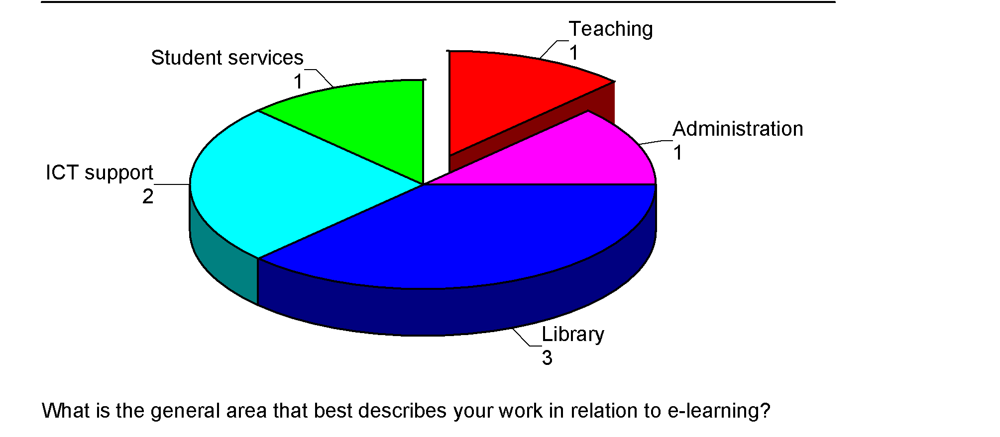 Teaching
1
Student services
1
Administration
1
ICT support
2
Library
3
What is the general area that best describes your work in relation to e-learning?